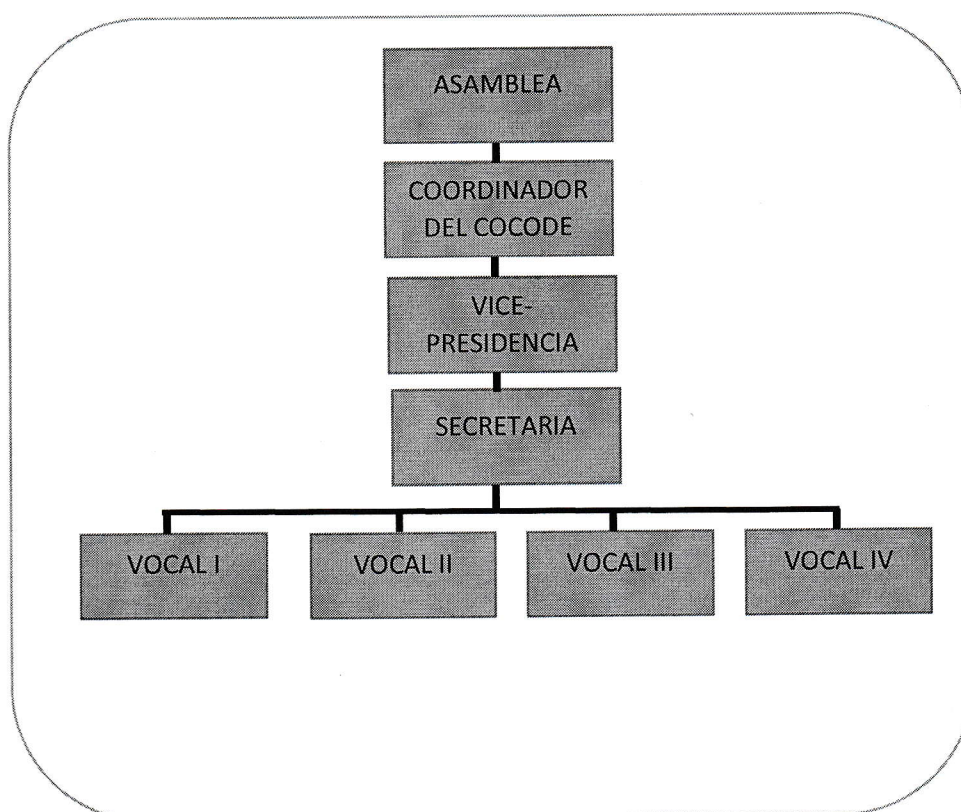 ASAMBLEA
COORDINADOR
DEL COCODE
VICE-
PRESIDENCIA
SECRETARIA
VOCAL I
VOCAL II
VOCAL III
VOCAL IV